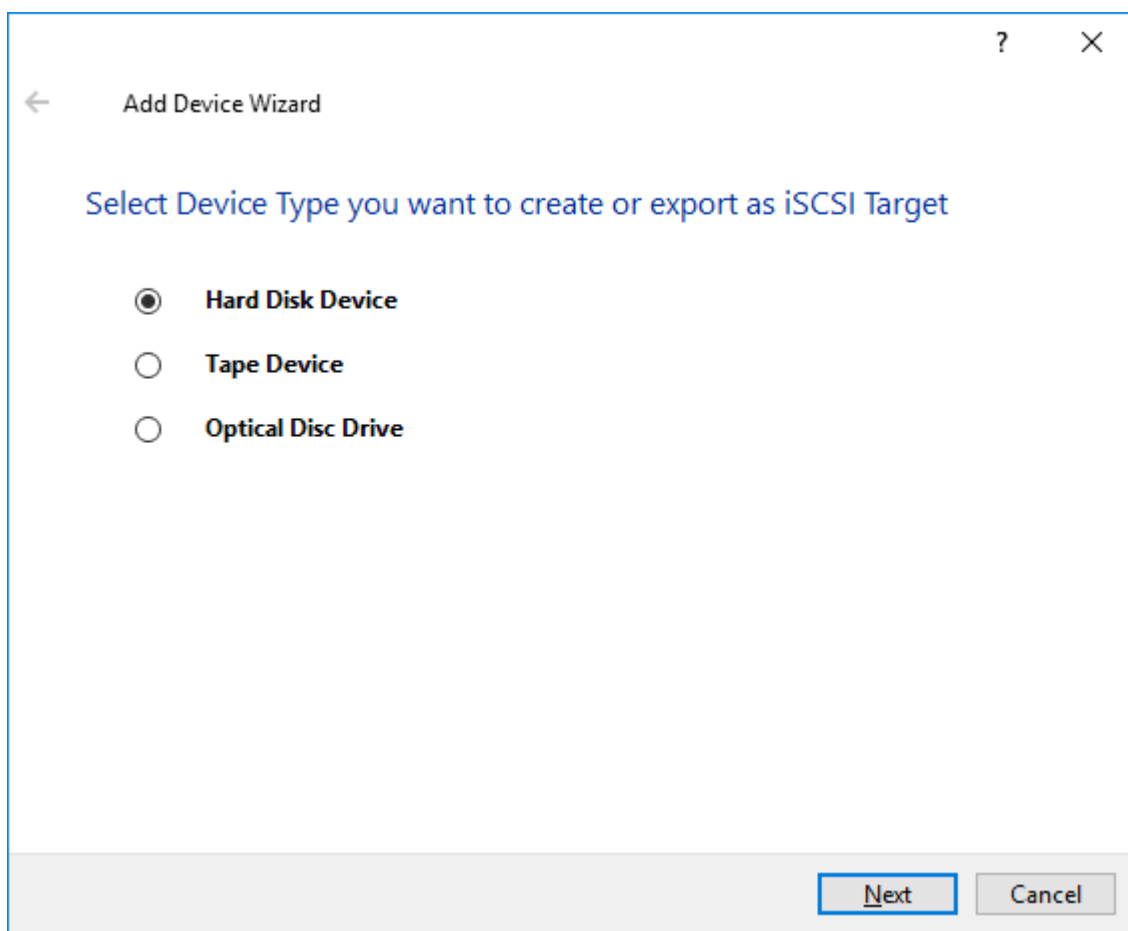 ?
Add Device Wizard
Select Device Type you want to create or export as iSCSI Target
Hard Disk Device
Tape Device
Optical Disc Drive
Next Cancel